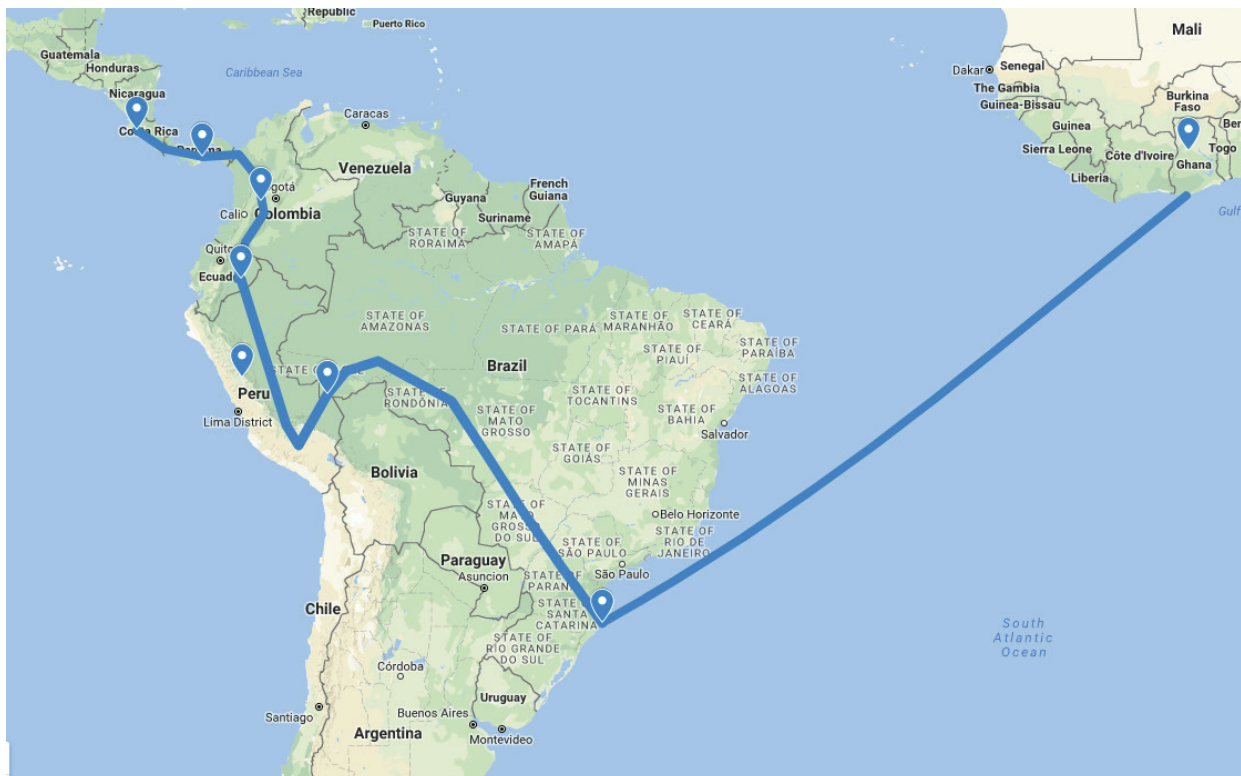 Republic
Puerto Rico
Guatemala
Honduras
Caribbean Sea
Nicaragua
Costa Rica
Panama
Caracas
Venezuela
Guyana
Suriname
French
Guiana
Calio
Colombia
Quito
Ecuad
STATE OF
RORAIMA
STATE OF
AMAPÁ
STATE OF
AMAZONAS
STATE OF PARÁ
STATE OF
MARANHÃO
STATE OF
CEARÁ
STATE OF
PIAUÍ
STATE OF
PARAÍBA
STATE OF
ALAGOAS
Brazil
Peru
Lima District
STATE OF
RONDÔNIA
STATE OF
MATO
GROSSO
STATE OF
TOCANTINS
STATE OF
BAHIA
Salvador
STATE OF
GOIÁS
STATE OF
MINAS
GERAIS
Bolivia
STATE OF
MATO
GROSSO
DO SUL
Belo Horizonte
STATE OF
RIO DE
JANEIRO
STATE OF
SÃO PAULO
São Paulo
Paraguay
Asuncion
STATE OF
PARANÁ
STATE OF
SANTA
CATARINA
STATE OF
RIO GRANDE
DO SUL
Chile
Córdoba
Santiago
Uruguay
Buenos Aires
Montevideo
Argentina
South
Atlantic
Ocean
Mali
Dakar
Senegal
The Gambia
Guinea-Bissau
Guinea
Sierra Leone
Liberia
Côte d'Ivoire
Burkina
Faso
Ghana
Togo
Ben
Gulf